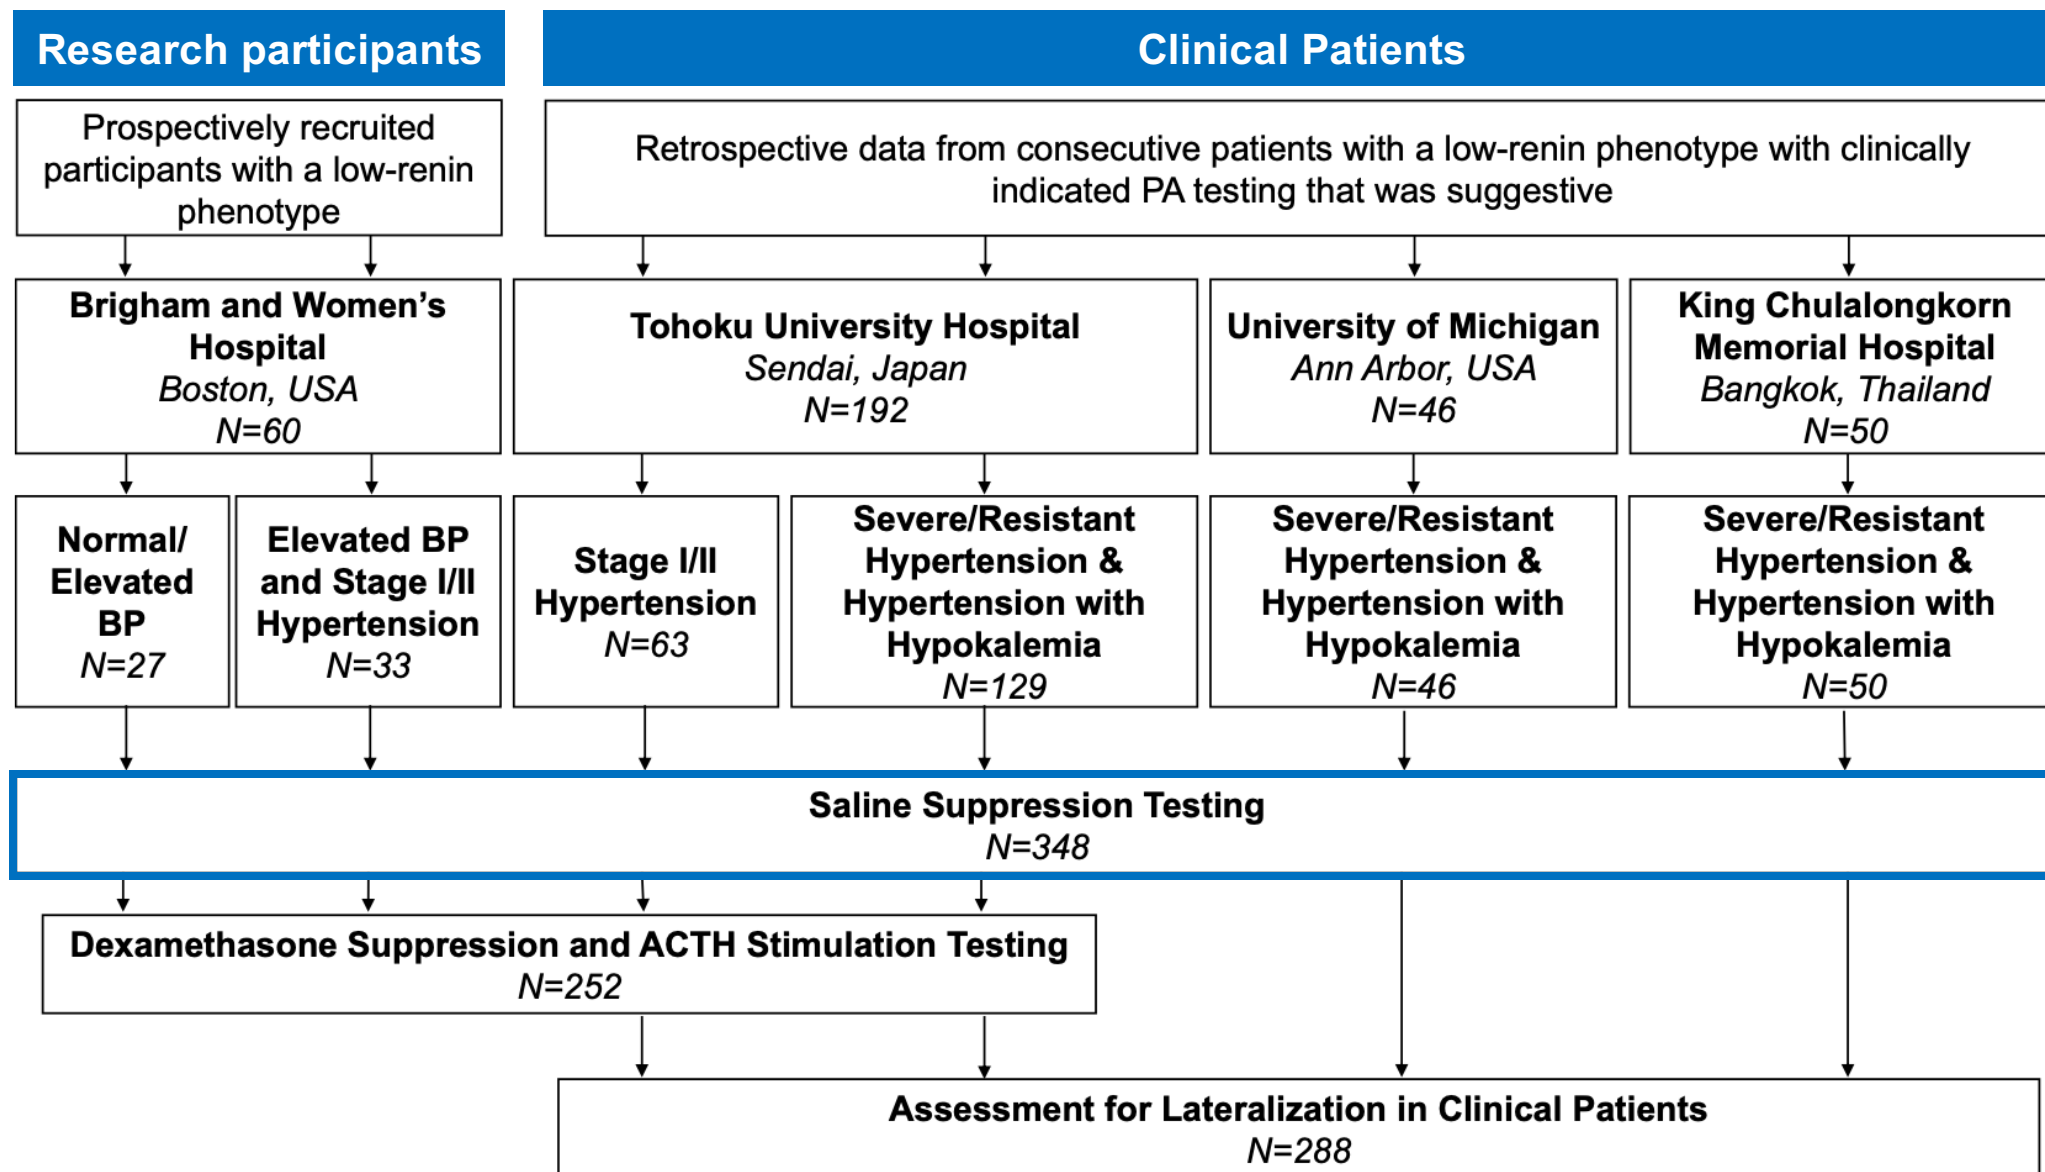 Research participants
Clinical Patients
Prospectively recruited
participants with a low-renin
phenotype
Retrospective data from consecutive patients with a low-renin phenotype with clinically
indicated PA testing that was suggestive
Brigham and Women’s
Hospital
Boston, USA
N=60
Tohoku University Hospital
Sendai, Japan
N=192
University of Michigan
Ann Arbor, USA
N=46
King Chulalongkorn
Memorial Hospital
Bangkok, Thailand
N=50
Normal/
Elevated
BP
N=27
Elevated BP
and Stage I/II
Hypertension
N=33
Stage I/II
Hypertension
N=63
Severe/Resistant
Hypertension &
Hypertension with
Hypokalemia
N=129
Severe/Resistant
Hypertension &
Hypertension with
Hypokalemia
N=46
Severe/Resistant
Hypertension &
Hypertension with
Hypokalemia
N=50
Saline Suppression Testing
N=348
Dexamethasone Suppression and ACTH Stimulation Testing
N=252
Assessment for Lateralization in Clinical Patients
N=288